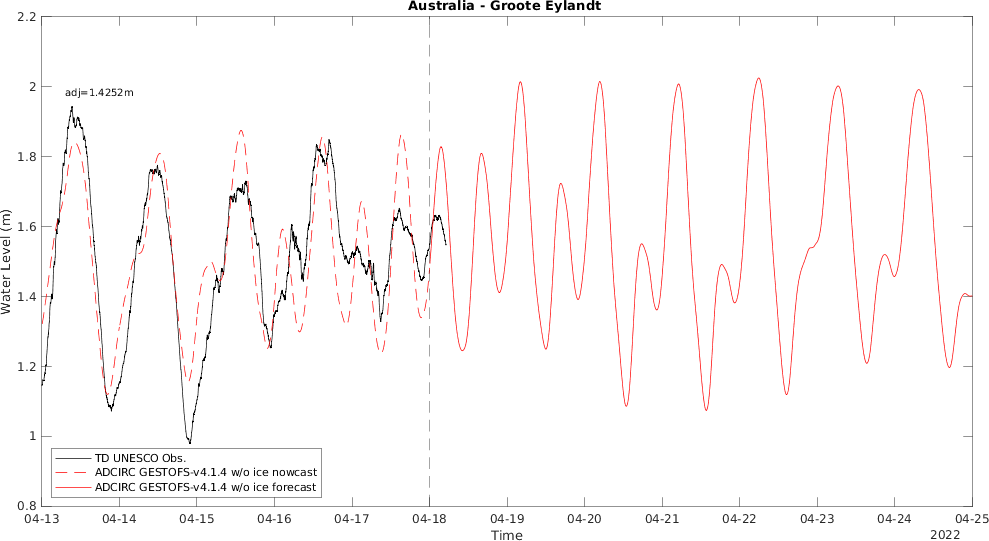 Australia - Groote Eylandt
2.2
2
1.8
1.6
1.4
1.2
1
0.8
Water Level (m)
adj=1.4252m
TD UNESCO Obs.
ADCIRC GESTOFS-v4.1.4 w/o ice nowcast
ADCIRC GESTOFS-v4.1.4 w/o ice forecast
04-13 04-14 04-15 04-16 04-17 04-18 04-19 04-20 04-21 04-22 04-23 04-24 04-25
Time
2022